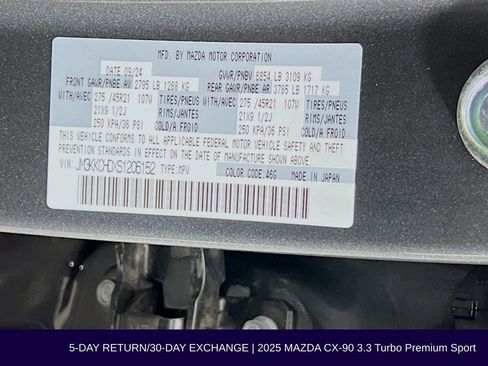 MFD. BY MAZDA MOTOR CORPORATION
DATE 09/24 GVWR/PNBV 6854 LB 3109 KG
FRONT GAWR/PNBE AV 2795 LB 1268 KG REAR GAWR/PNBE AR 3785 LB 1717 KG
WITH/AVEC 275 /45R21 107W TIRES/PNEUS WITH/AVEC 275 /45R21 107W TIRES/PNEUS
21X9 1/2J RIMS/JANTES 21X9 1/2J RIMS/JANTES
250 KPA/36 PSI COLD/A FROID 250 KPA/36 PSI COLD/A FROID
THIS VEHICLE CONFORMS TO ALL APPLICABLE FEDERAL MOTOR VEHICLE SAFETY AND THEFT
PREVENTION STANDARDS IN EFFECT ON THE DATE OF MANUFACTURE SHOWN ABOVE.
VIN: JM3KKCHDXS1206152 TYPE: MPV
COLOR CODE: 46G MADE IN JAPAN
5-DAY RETURN/30-DAY EXCHANGE | 2025 MAZDA CX-90 3.3 Turbo Premium Sport